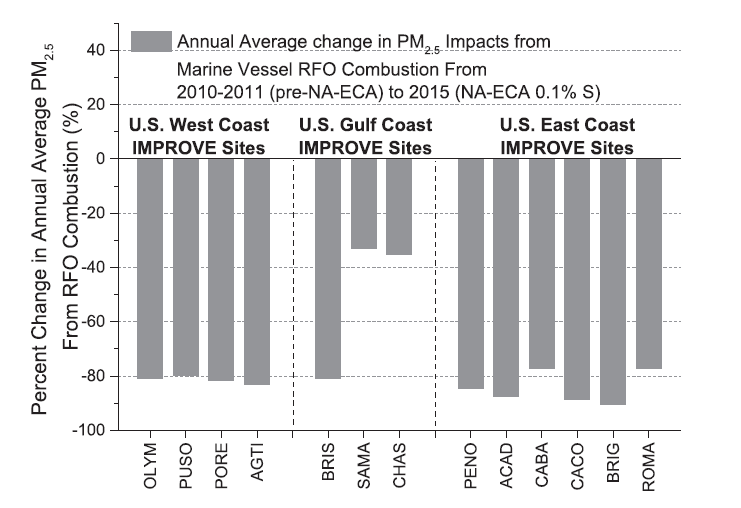 Annual Average change in PM2.5 Impacts from
Marine Vessel RFO Combustion From
2010-2011 (pre-NA-ECA) to 2015 (NA-ECA 0.1% S)
Percent Change in Annual Average PM2.5
From RFO Combustion (%)
40
20
0
-20
-40
-60
-80
-100
U.S. West Coast
IMPROVE Sites
U.S. Gulf Coast
IMPROVE Sites
U.S. East Coast
IMPROVE Sites
OLYM
PUSO
PORE
AGTI
BRIS
SAMA
CHAS
PENO
ACAD
CABA
CACO
BRIG
ROMA